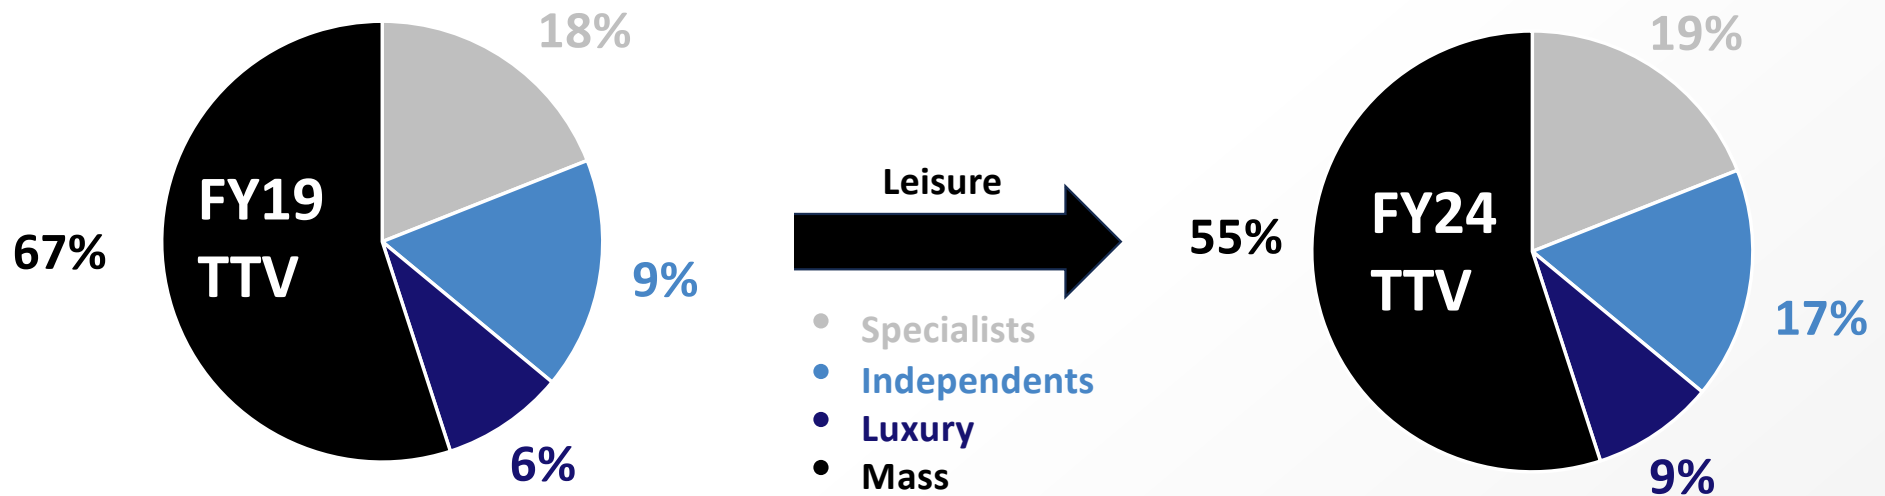 18%
FY19
TTV
67%
9%
6%
Leisure
Specialists
Independents
Luxury
Mass
19%
FY24
TTV
55%
17%
9%